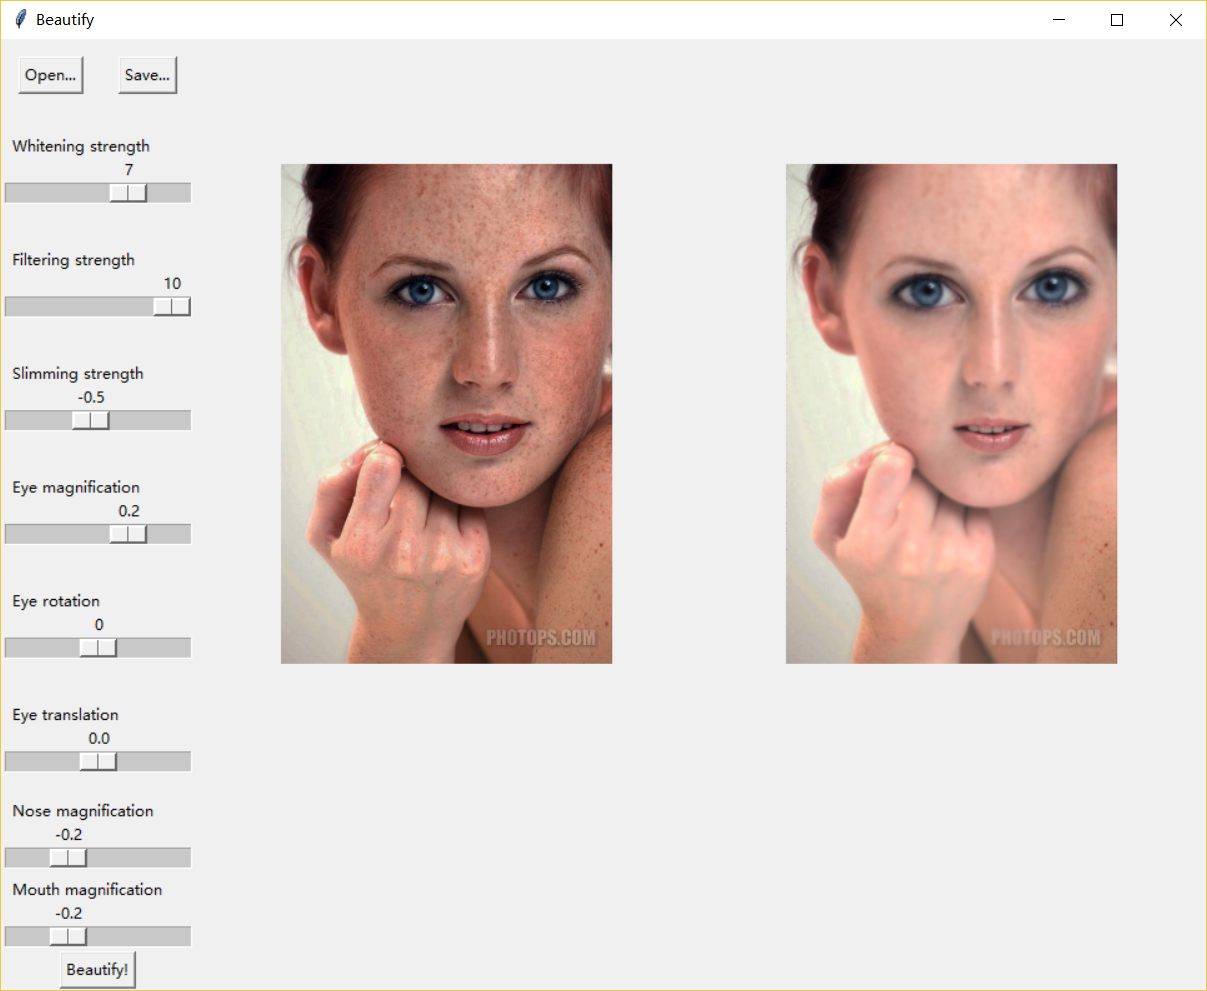 Beautify
Open...
Save...
Whitening strength
7
Filtering strength
10
Slimming strength
-0.5
Eye magnification
0.2
Eye rotation
0
Eye translation
0.0
Nose magnification
-0.2
Mouth magnification
-0.2
Beautify!
PHOTOPS.COM
PHOTOPS.COM